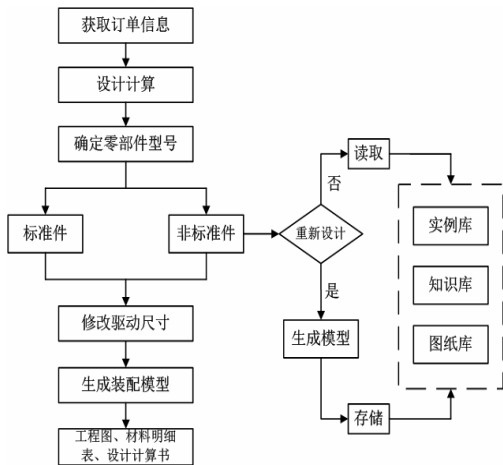 获取订单信息
设计计算
确定零部件型号
标准件
非标准件
重新设计
否
读取
是
生成模型
存储
实例库
知识库
图纸库
修改驱动尺寸
生成装配模型
工程图、材料明细
表、设计计算书